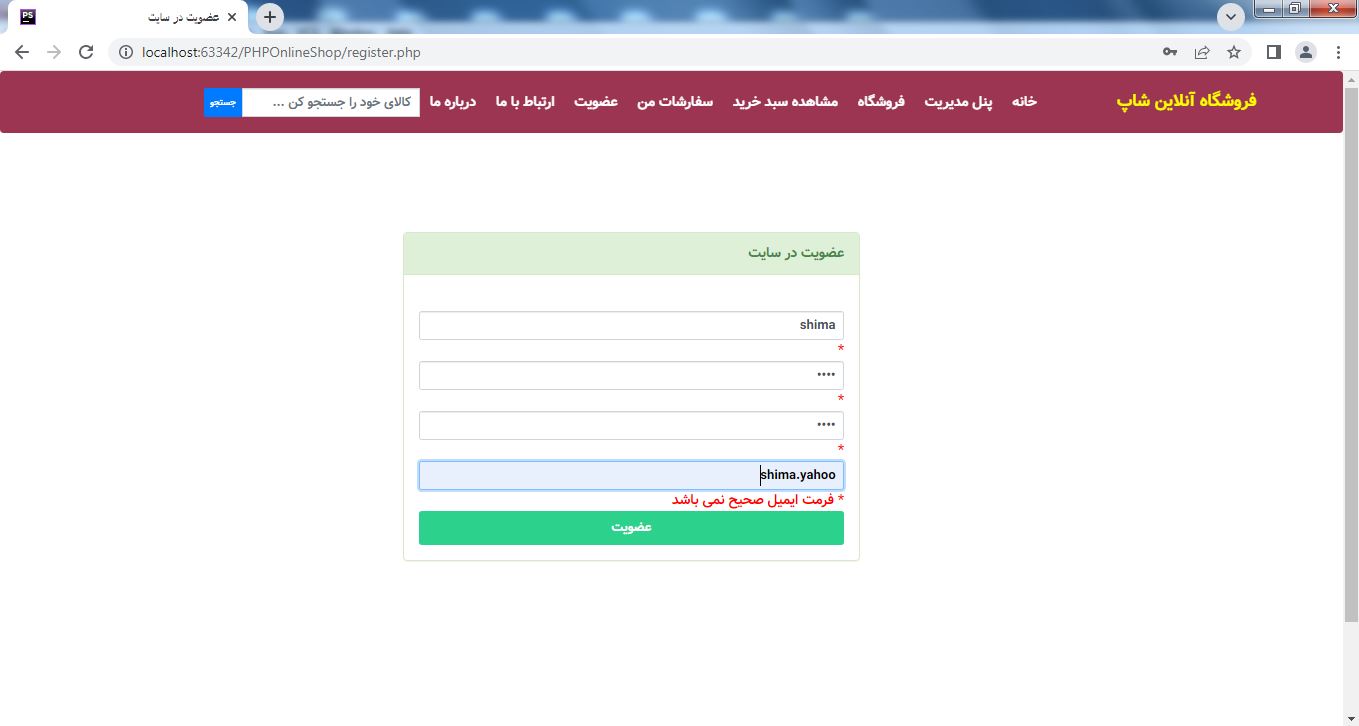 PS عضویت در سایت
localhost:63342/PHPOnlineShop/register.php
فروشگاه آنلاین شاپ خانه پنل مدیریت فروشگاه مشاهده سبد خرید سفارشات من عضویت ارتباط با ما درباره ما کالای خود را جستجو کن ... جستجو
عضویت در سایت
shima
*
••••
*
••••
*
shima.yahoo
* فرمت ایمیل صحیح نمی باشد
عضویت